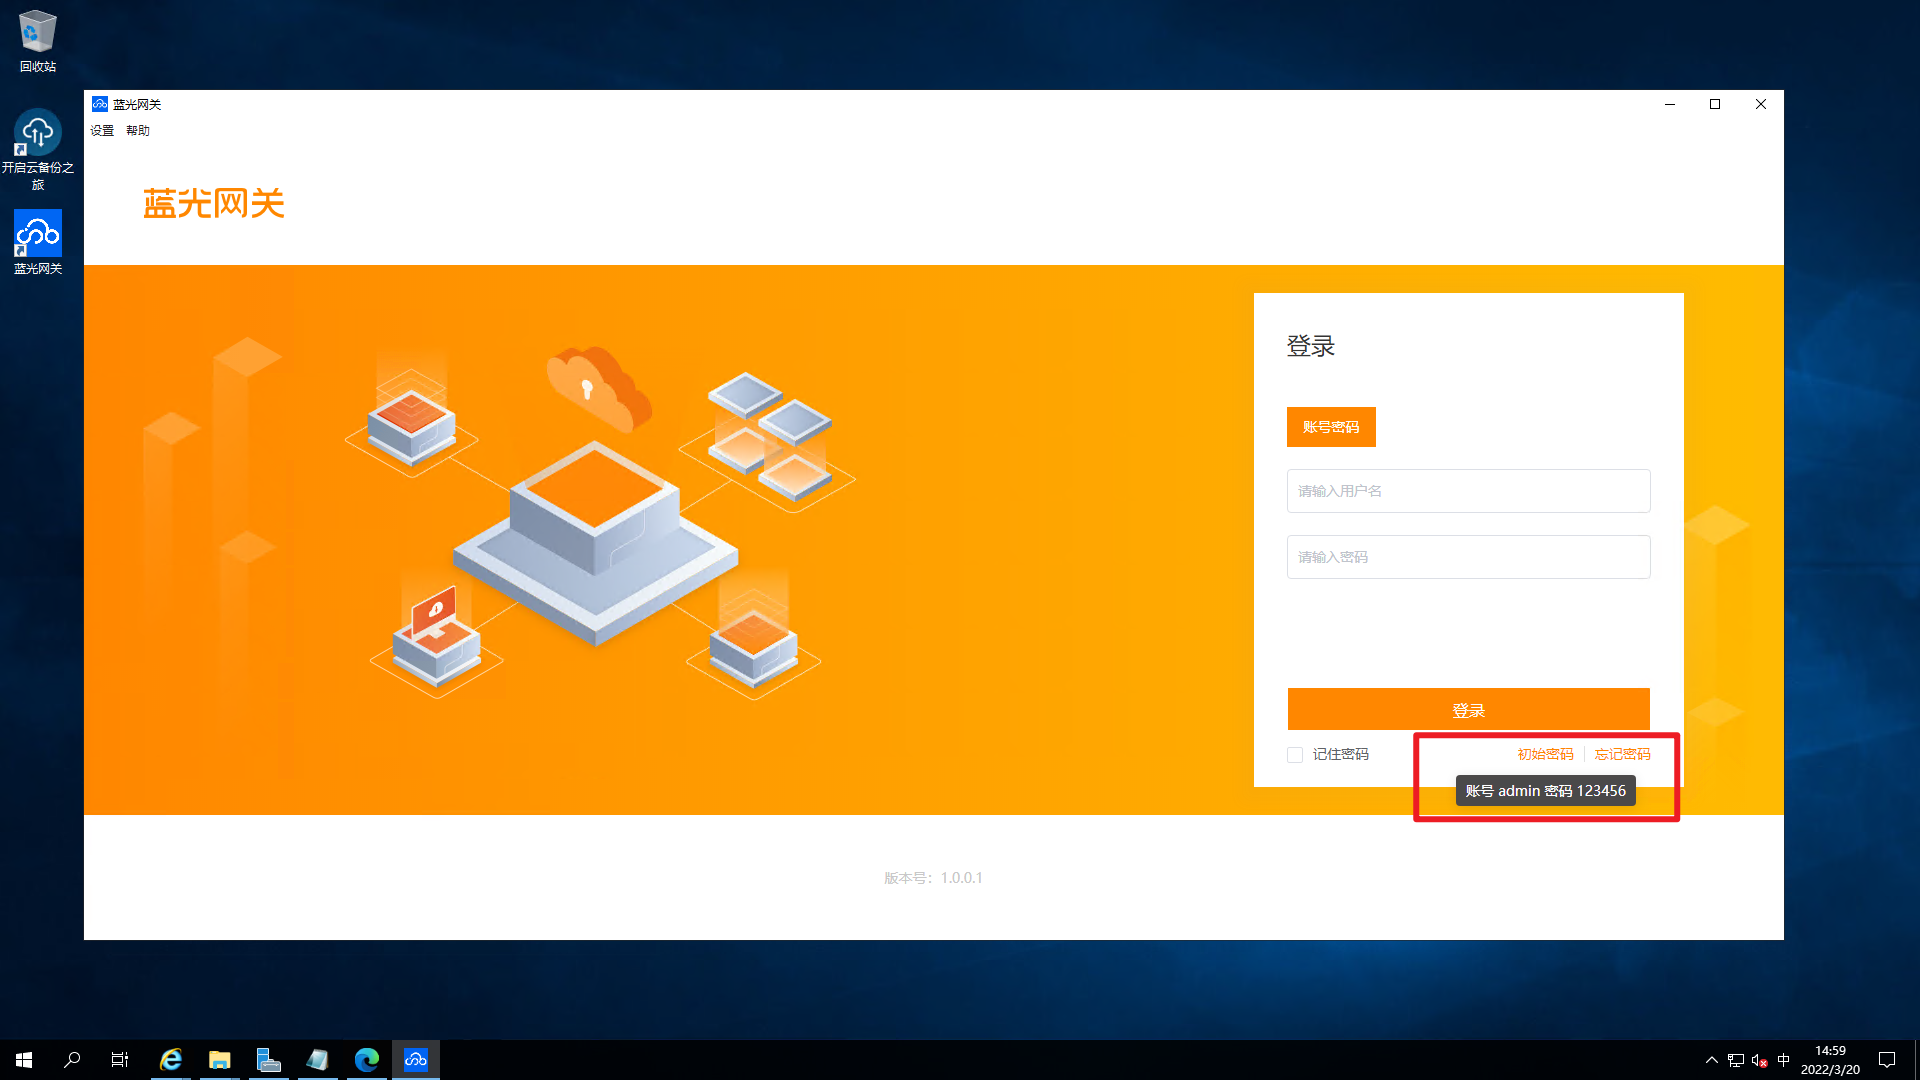 回收站
开启云备份之
旅
蓝光网关
蓝光网关
设置 帮助
蓝光网关
登录
账号密码
请输入用户名
请输入密码
登录
记住密码
初始密码 忘记密码
账号 admin 密码 123456
版本号：1.0.0.1
中
14:59
2022/3/20